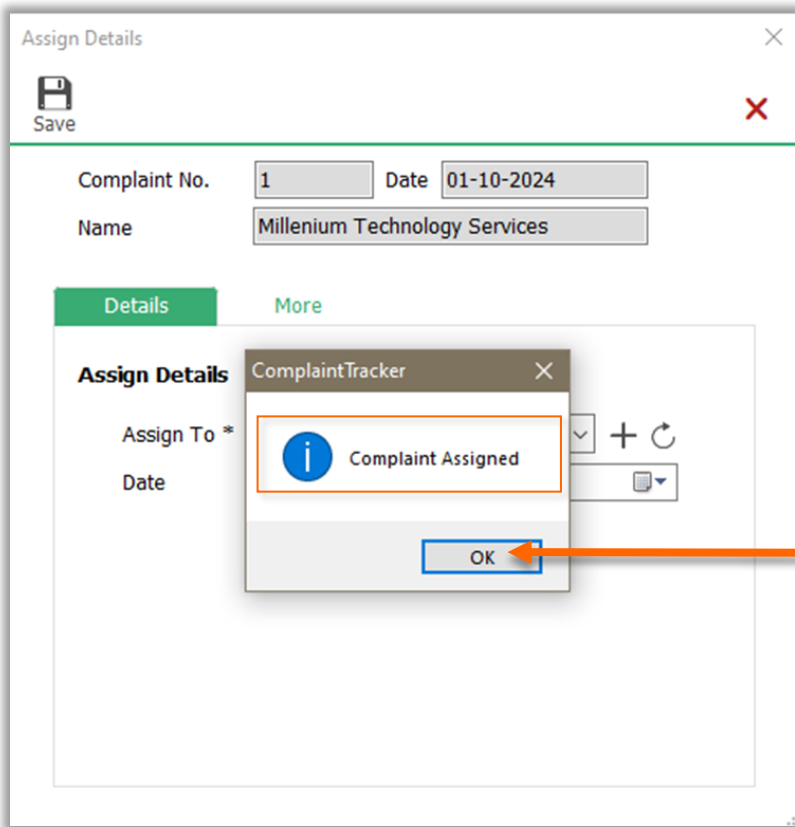 Assign Details
Save
Complaint No. 1 Date 01-10-2024
Name Millenium Technology Services
Details More
Assign Details
ComplaintTracker
Assign To *
Complaint Assigned
Date
OK